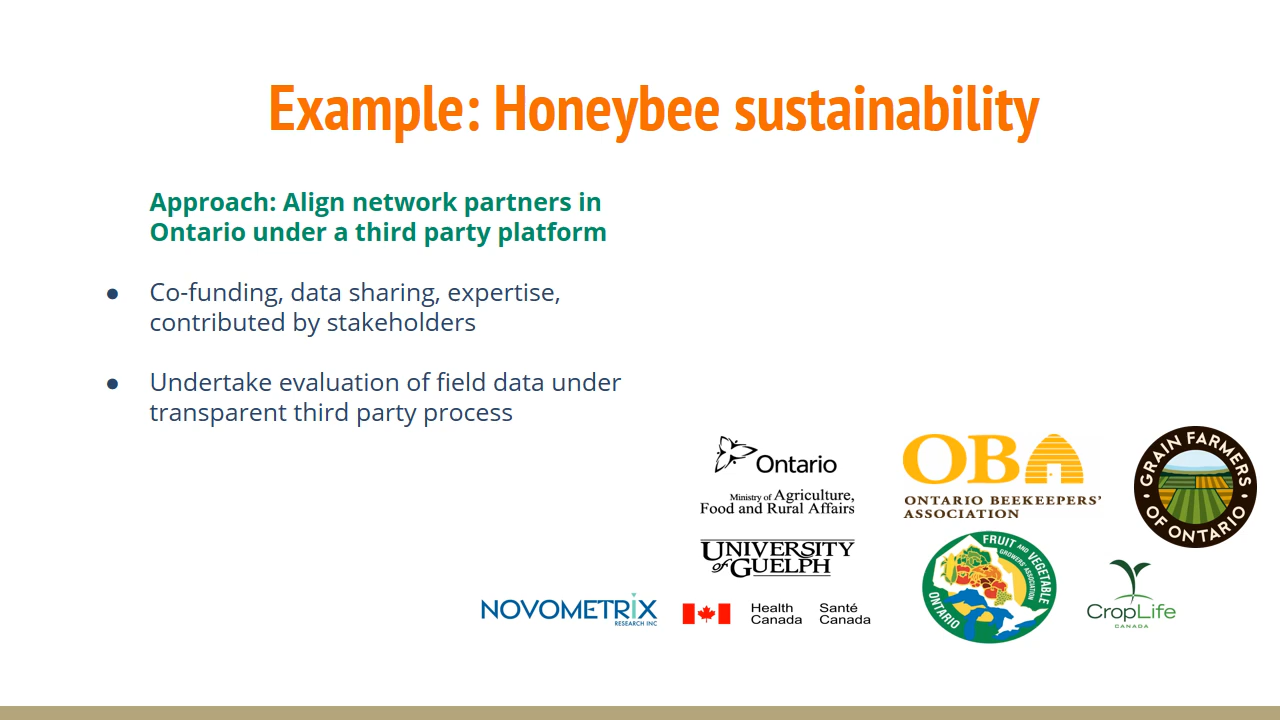 Example: Honeybee sustainability
Approach: Align network partners in
Ontario under a third party platform
● Co-funding, data sharing, expertise,
contributed by stakeholders
● Undertake evaluation of field data under
transparent third party process
Ontario
Ministry of Agriculture,
Food and Rural Affairs
OBA
ONTARIO BEEKEEPERS'
ASSOCIATION
GRAIN FARMERS
OF ONTARIO
UNIVERSITY
of GUELPH
FRUIT AND VEGETABLE
GROWERS' ASSOCIATION
ONTARIO
CropLife
CANADA
NOVOMETRIX
RESEARCH INC
Health Santé
Canada Canada